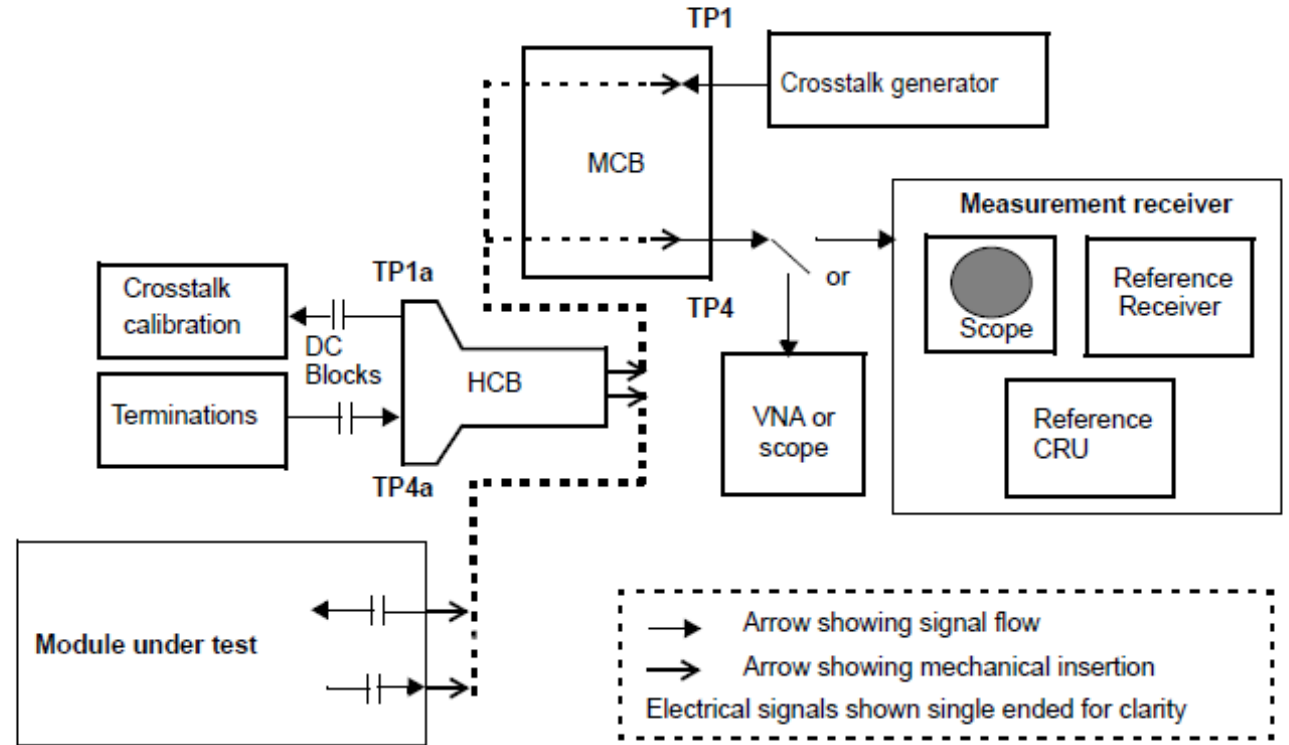 TP1
Crosstalk generator
MCB
Measurement receiver
Scope
Reference
Receiver
Reference
CRU
TP4
or
VNA or
scope
TP1a
Crosstalk
calibration
DC
Blocks
Terminations
HCB
TP4a
Module under test
Arrow showing signal flow
Arrow showing mechanical insertion
Electrical signals shown single ended for clarity